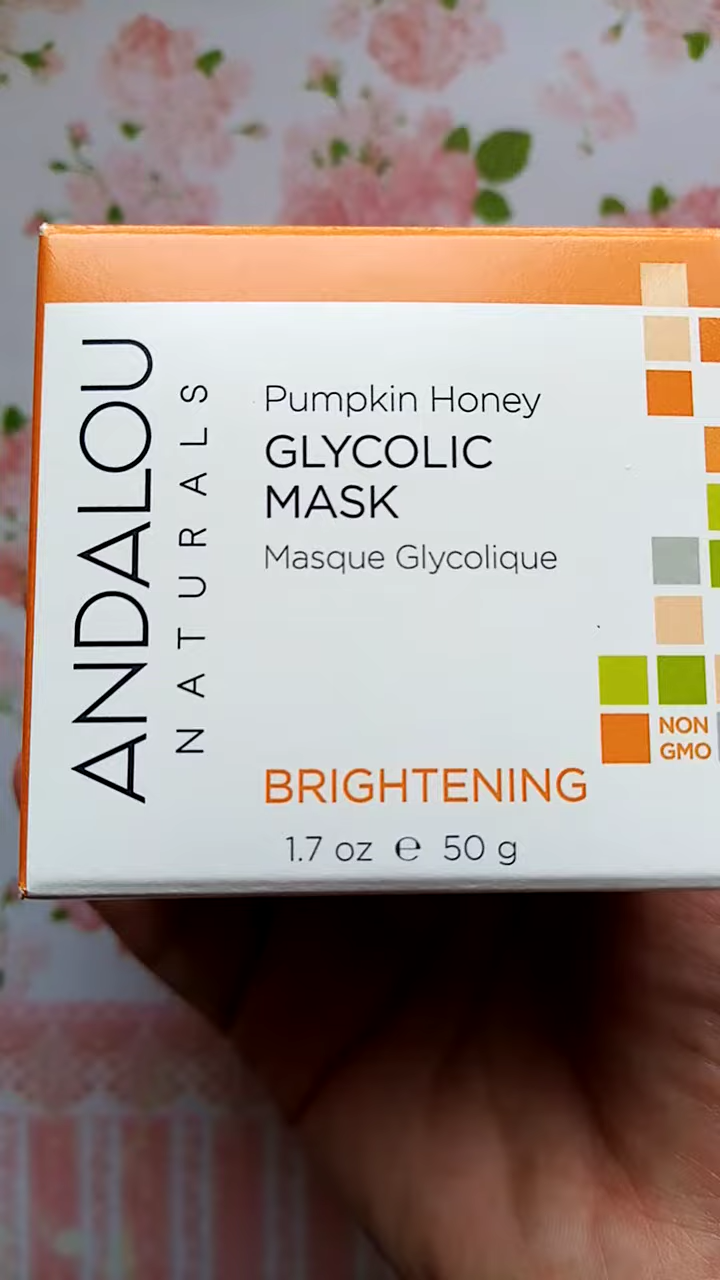 ANDALOU
NATURALS
Pumpkin Honey
GLYCOLIC
MASK
Masque Glycolique
NON
GMO
BRIGHTENING
1.7 oz ℮ 50 g